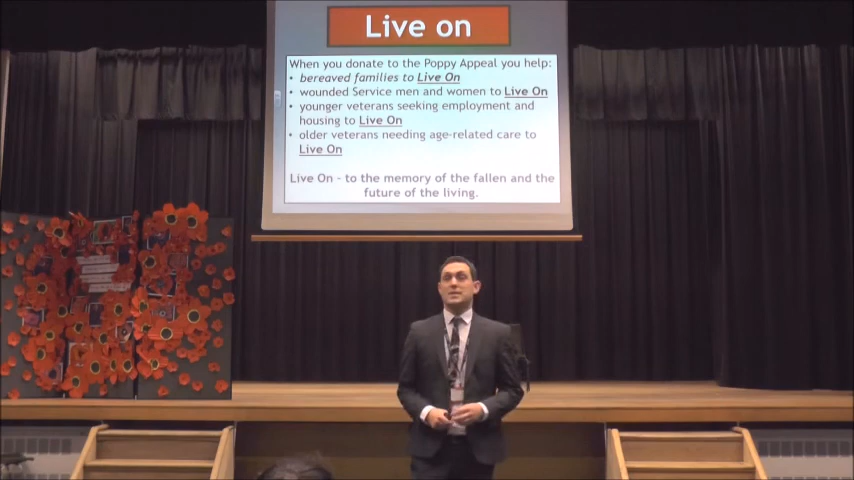 Live on
When you donate to the Poppy Appeal you help:
• bereaved families to Live On
• wounded Service men and women to Live On
• younger veterans seeking employment and
housing to Live On
• older veterans needing age-related care to
Live On
Live On – to the memory of the fallen and the
future of the living.